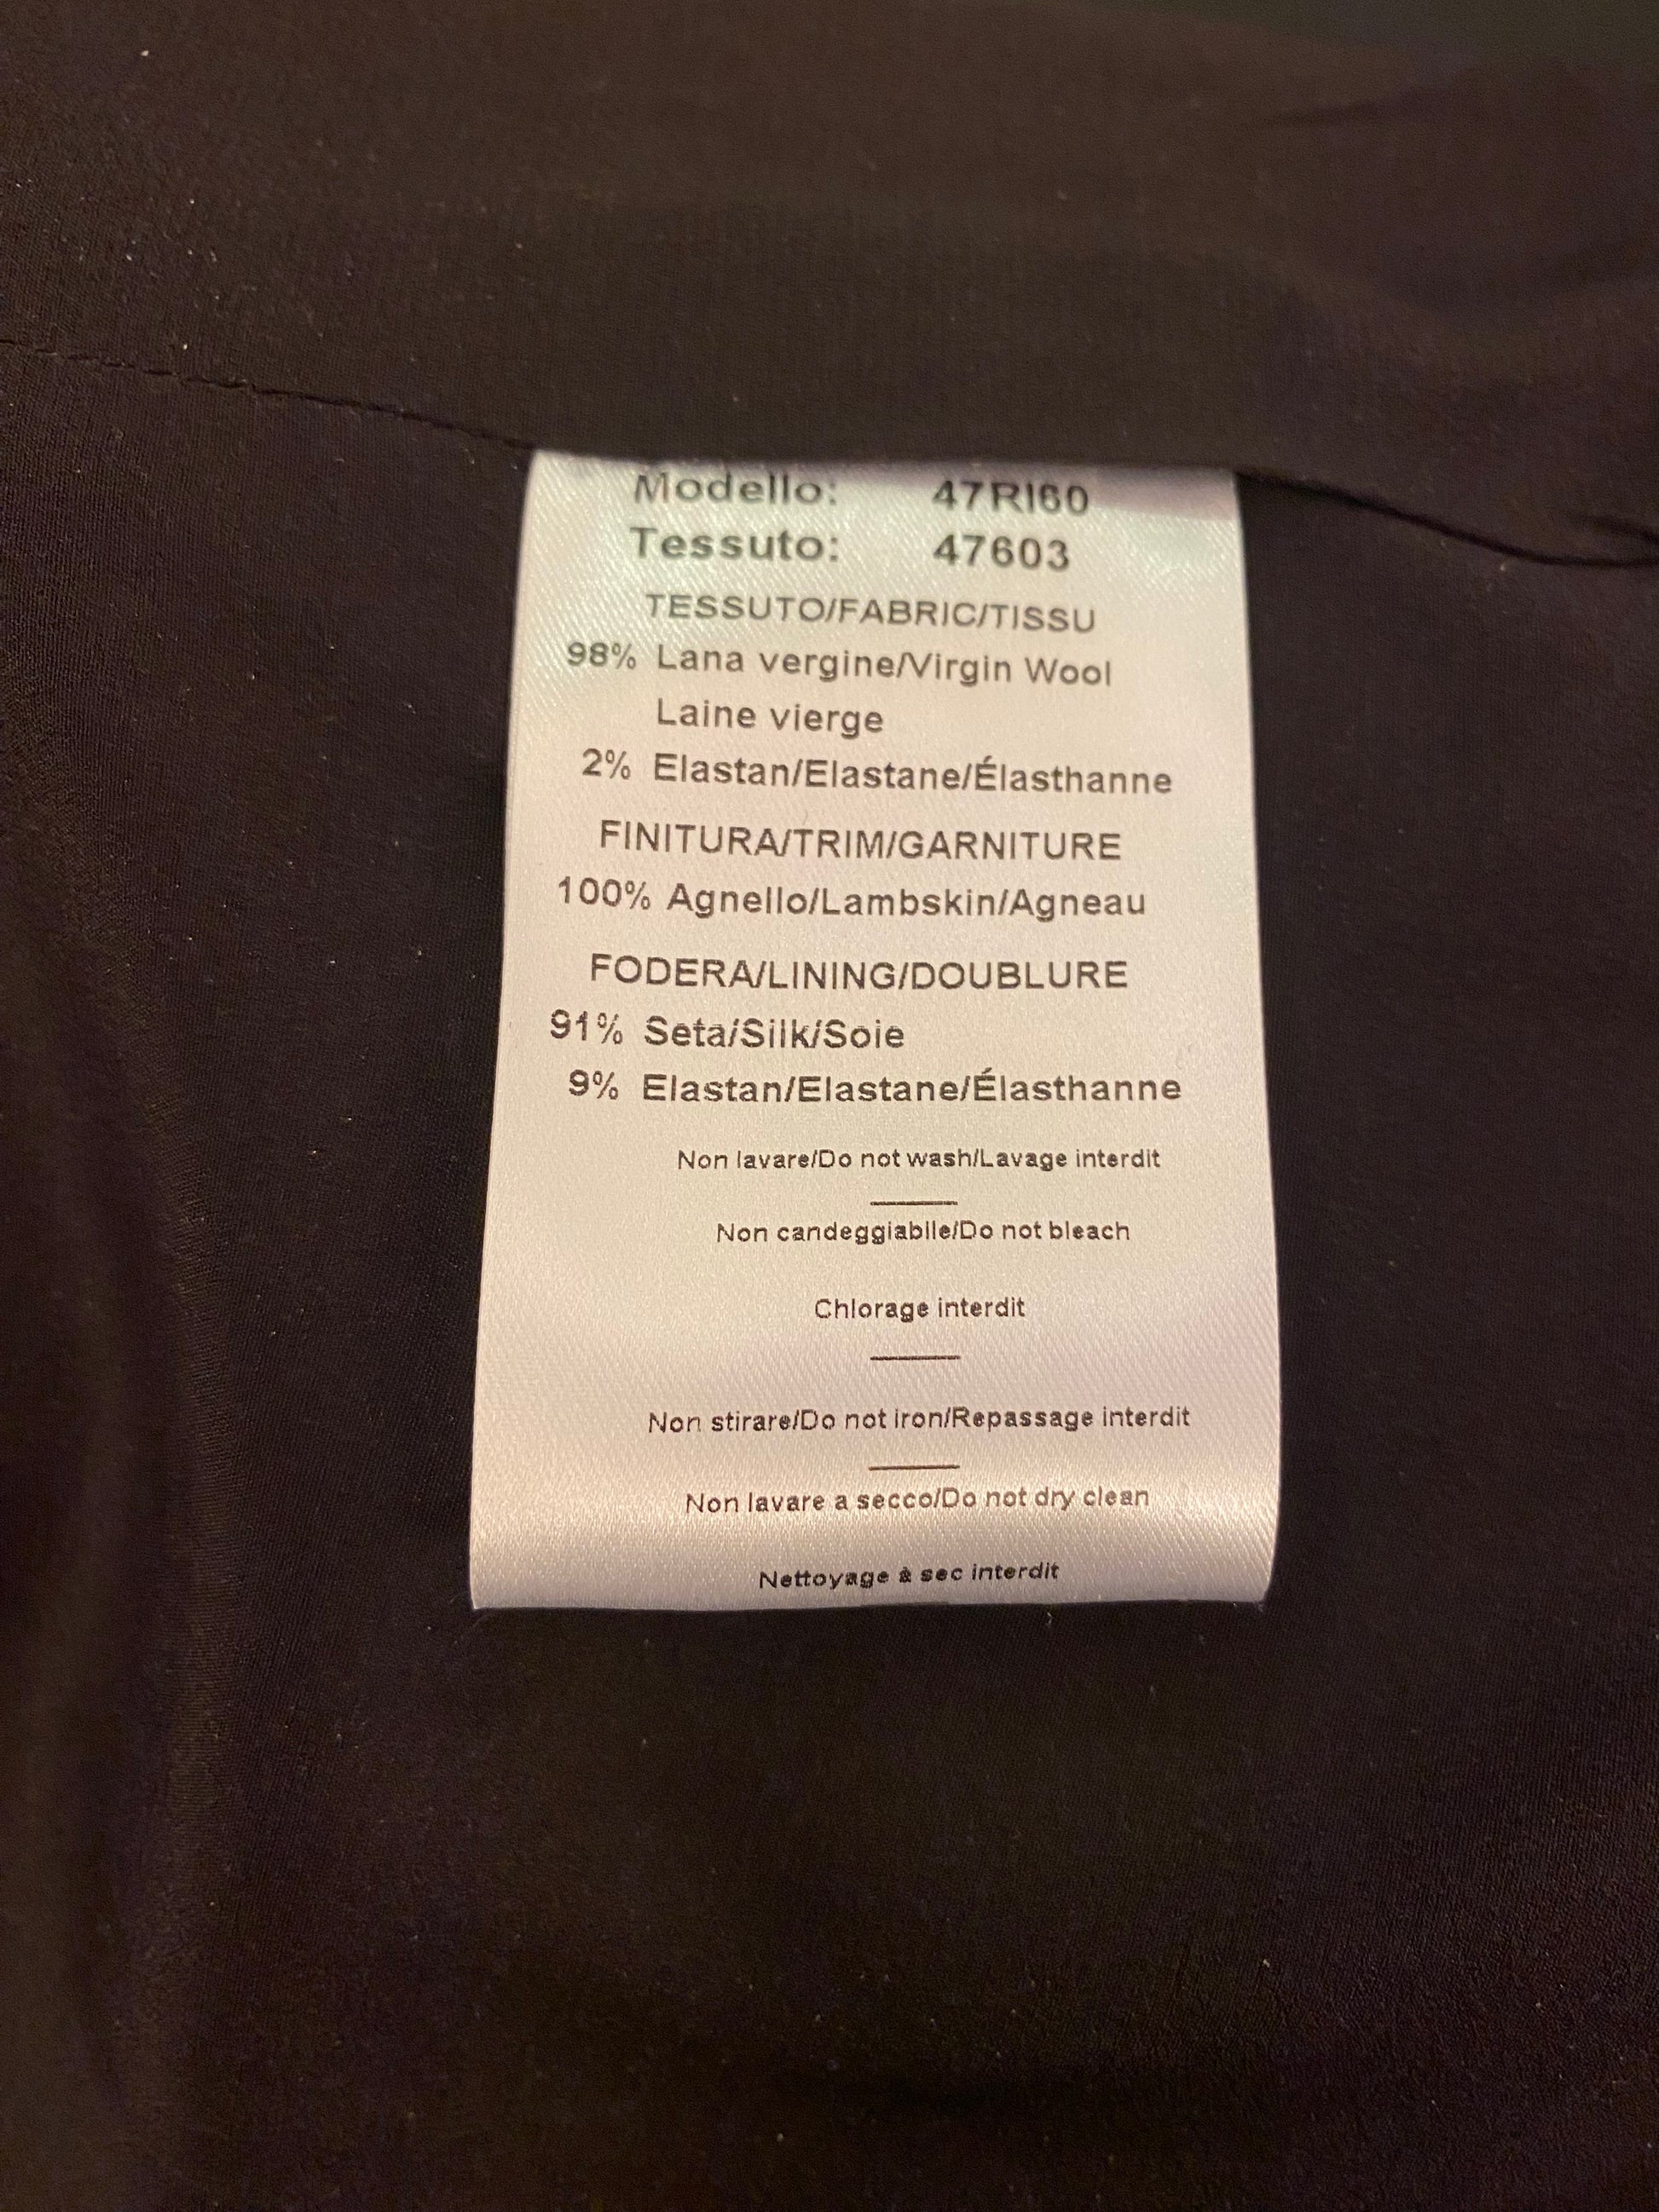 Modello: 47RI60
Tessuto: 47603
TESSUTO/FABRIC/TISSU
98% Lana vergine/Virgin Wool
Laine vierge
2% Elastan/Elastane/Élasthanne
FINITURA/TRIM/GARNITURE
100% Agnello/Lambskin/Agneau
FODERA/LINING/DOUBLURE
91% Seta/Silk/Soie
9% Elastan/Elastane/Élasthanne
Non lavare/Do not wash/Lavage interdit
Non candeggiabile/Do not bleach
Chlorage interdit
Non stirare/Do not iron/Repassage interdit
Non lavare a secco/Do not dry clean
Nettoyage à sec interdit